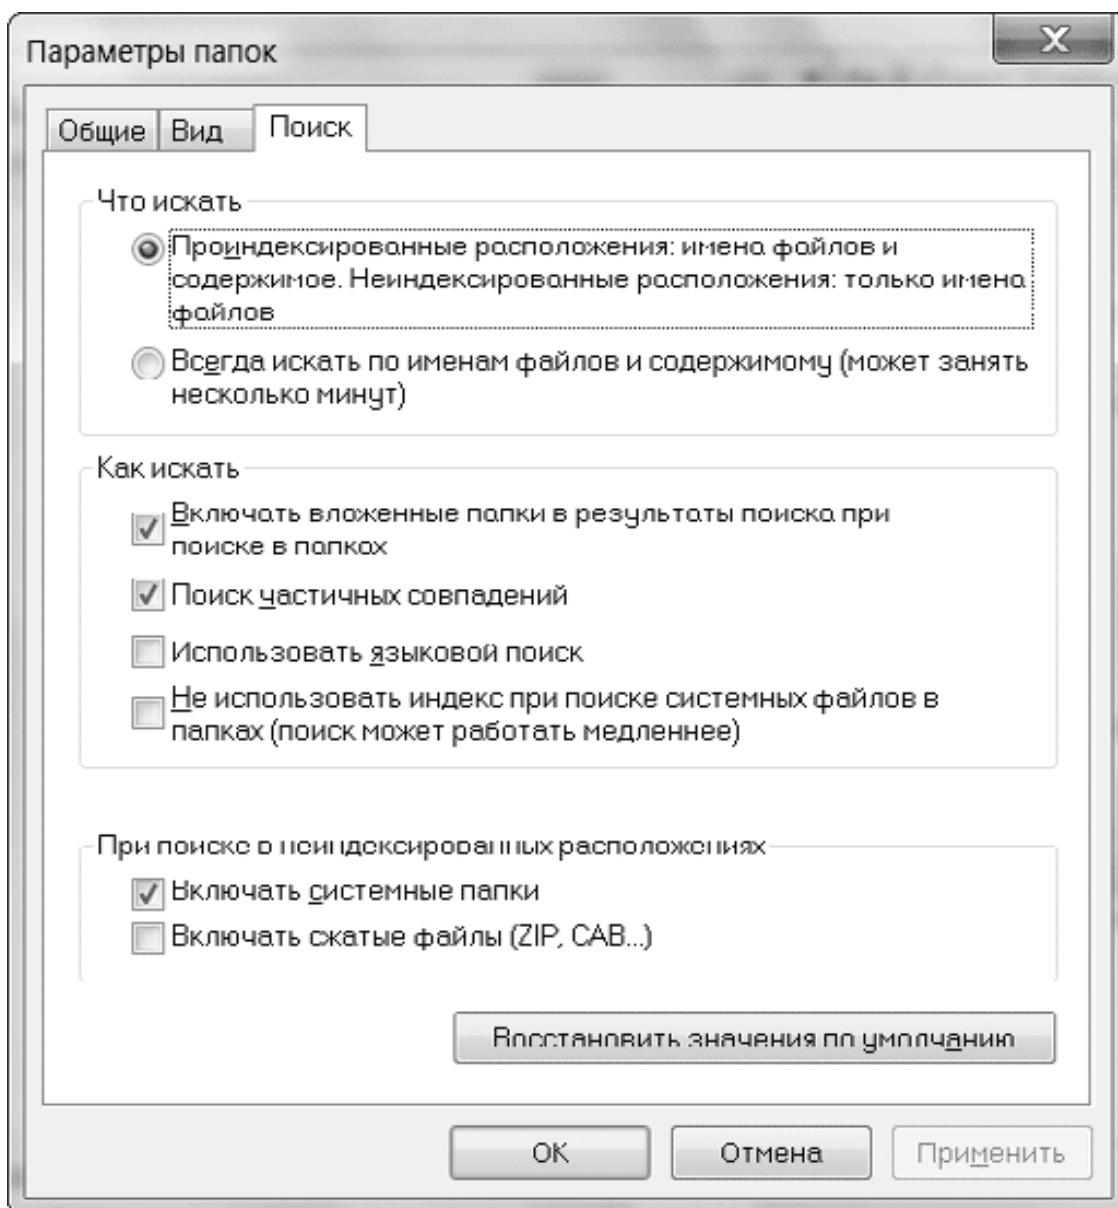 Параметры папок
Общие Вид Поиск
Что искать
Проиндексированные расположения: имена файлов и
содержимое. Неиндексированные расположения: только имена
файлов
Всегда искать по именам файлов и содержимому (может занять
несколько минут)
Как искать
Включать вложенные папки в результаты поиска при
поиске в папках
Поиск частичных совпадений
Использовать языковой поиск
Не использовать индекс при поиске системных файлов в
папках (поиск может работать медленнее)
При поиске в неиндексированных расположениях
Включать системные папки
Включать сжатые файлы (ZIP, CAB...)
Восстановить значения по умолчанию
ОК Отмена Применить